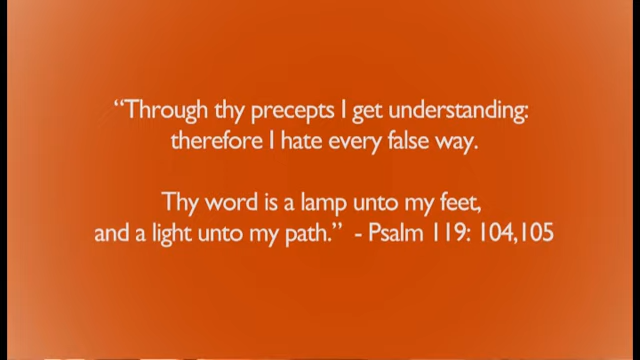 “Through thy precepts I get understanding:
therefore I hate every false way.
Thy word is a lamp unto my feet,
and a light unto my path.”  - Psalm 119: 104,105